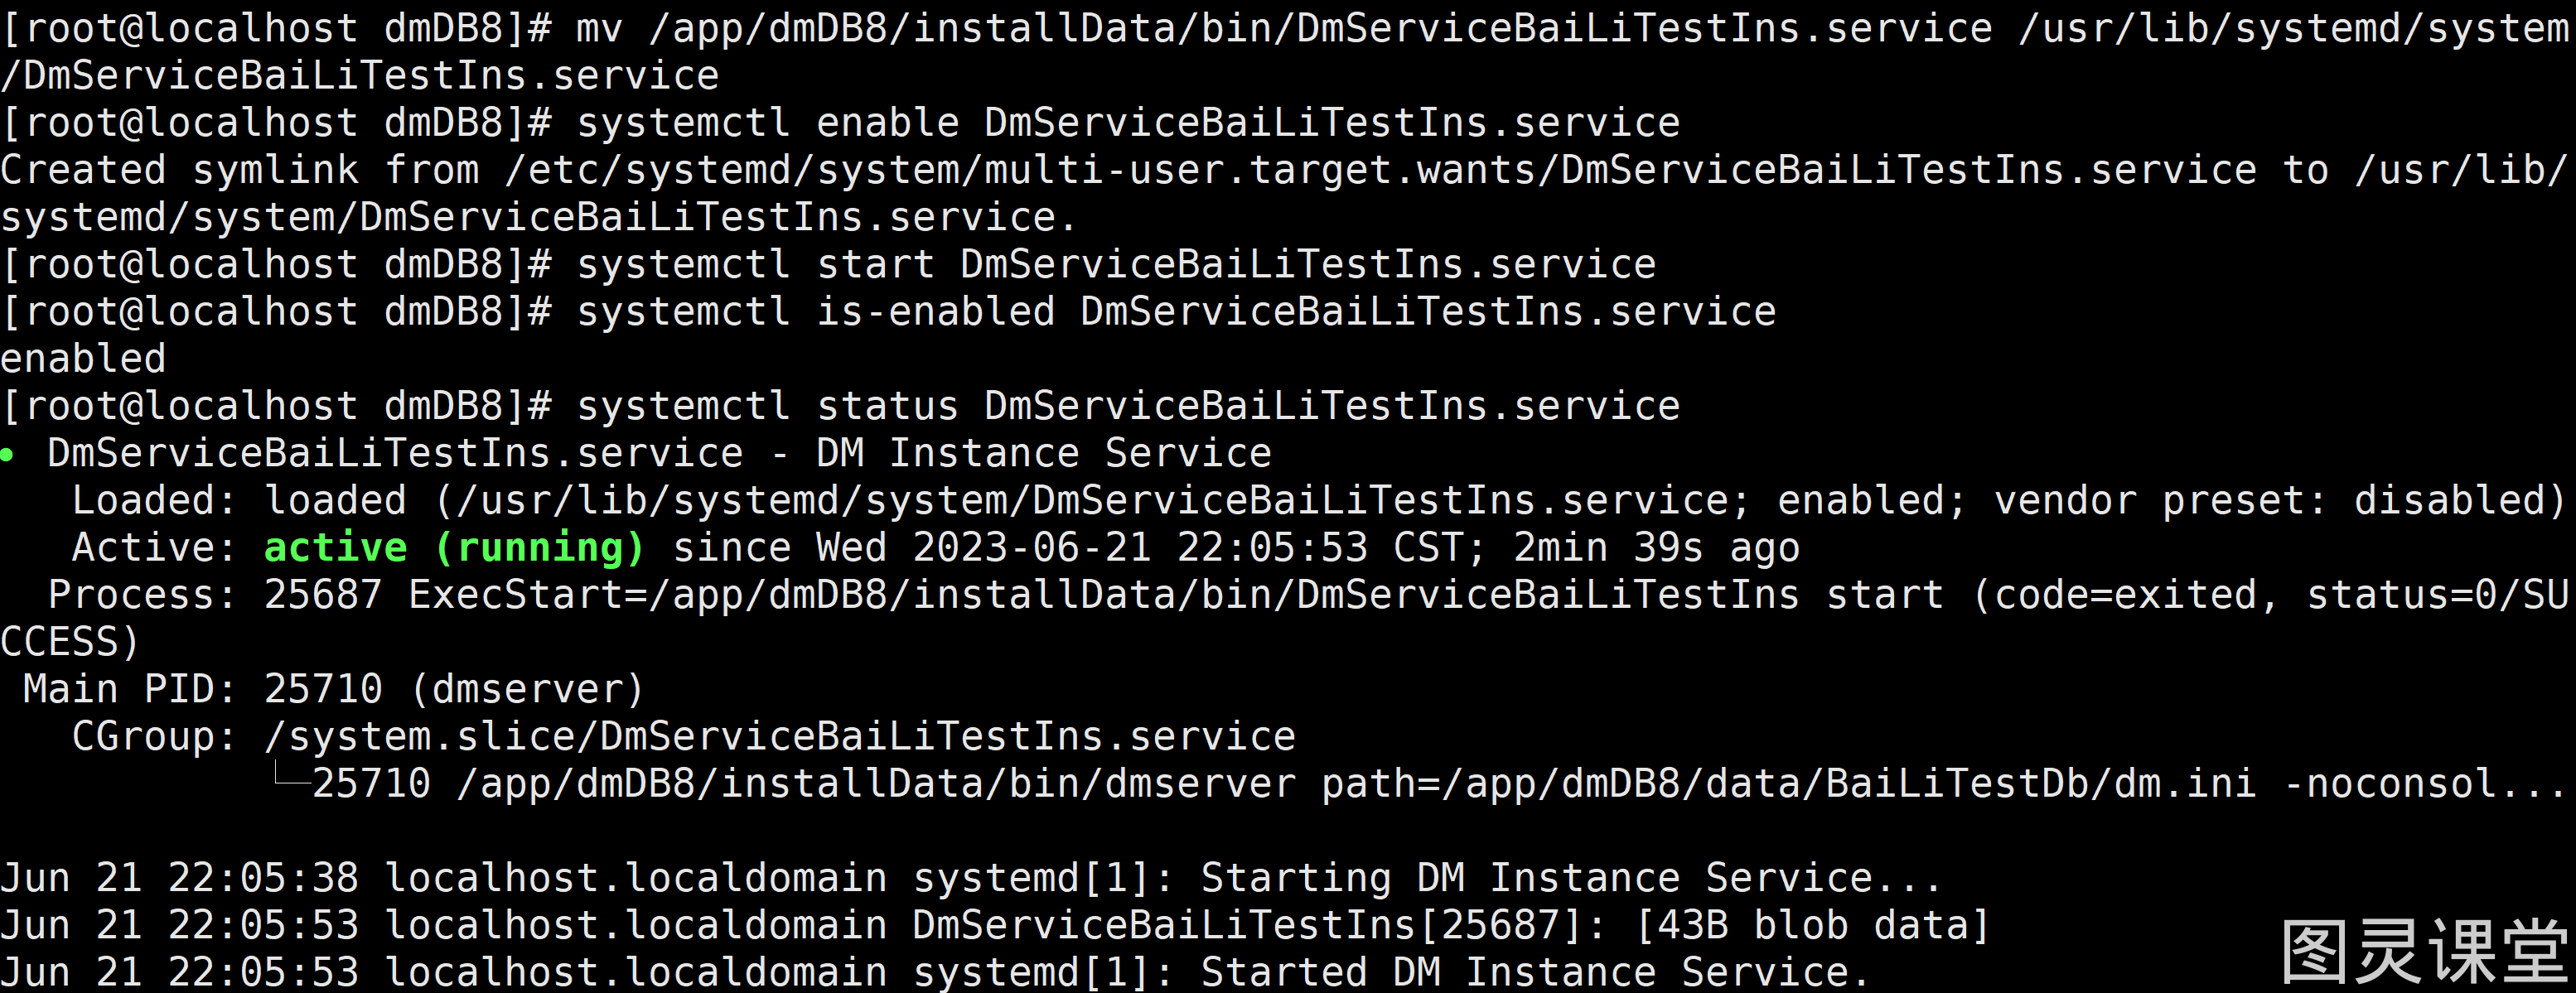 [root@localhost dmDB8]# mv /app/dmDB8/installData/bin/DmServiceBaiLiTestIns.service /usr/lib/systemd/system
/DmServiceBaiLiTestIns.service
[root@localhost dmDB8]# systemctl enable DmServiceBaiLiTestIns.service
Created symlink from /etc/systemd/system/multi-user.target.wants/DmServiceBaiLiTestIns.service to /usr/lib/
systemd/system/DmServiceBaiLiTestIns.service.
[root@localhost dmDB8]# systemctl start DmServiceBaiLiTestIns.service
[root@localhost dmDB8]# systemctl is-enabled DmServiceBaiLiTestIns.service
enabled
[root@localhost dmDB8]# systemctl status DmServiceBaiLiTestIns.service
● DmServiceBaiLiTestIns.service - DM Instance Service
   Loaded: loaded (/usr/lib/systemd/system/DmServiceBaiLiTestIns.service; enabled; vendor preset: disabled)
   Active: active (running) since Wed 2023-06-21 22:05:53 CST; 2min 39s ago
  Process: 25687 ExecStart=/app/dmDB8/installData/bin/DmServiceBaiLiTestIns start (code=exited, status=0/SU
CCESS)
 Main PID: 25710 (dmserver)
   CGroup: /system.slice/DmServiceBaiLiTestIns.service
           └─25710 /app/dmDB8/installData/bin/dmserver path=/app/dmDB8/data/BaiLiTestDb/dm.ini -noconsol...

Jun 21 22:05:38 localhost.localdomain systemd[1]: Starting DM Instance Service...
Jun 21 22:05:53 localhost.localdomain DmServiceBaiLiTestIns[25687]: [43B blob data]
Jun 21 22:05:53 localhost.localdomain systemd[1]: Started DM Instance Service.
图灵课堂